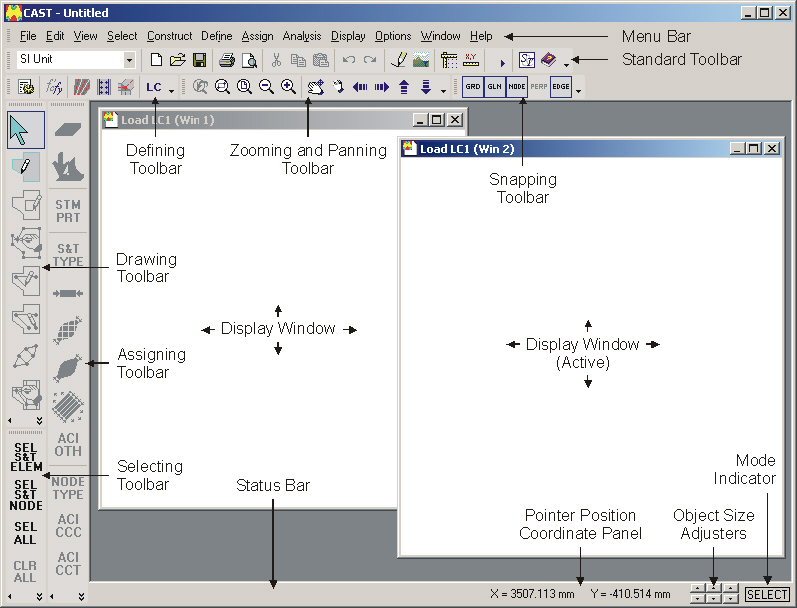 CAST - Untitled
File Edit View Select Construct Define Assign Analysis Display Options Window Help
Menu Bar
SI Unit
X,Y
ST
Standard Toolbar
LC
GRD GLN NODE PERP EDGE
Load LC1 (Win 1)
Load LC1 (Win 2)
Defining
Toolbar
Zooming and Panning
Toolbar
Snapping
Toolbar
STM
PRT
S&T
TYPE
Drawing
Toolbar
Display Window
Display Window
(Active)
Assigning
Toolbar
ACI
OTH
SEL
S&T
ELEM
Selecting
Toolbar
NODE
TYPE
SEL
S&T
NODE
Status Bar
Mode
Indicator
SEL
ALL
ACI
CCC
Pointer Position
Coordinate Panel
Object Size
Adjusters
CLR
ALL
ACI
CCT
X = 3507.113 mm Y = -410.514 mm
SELECT